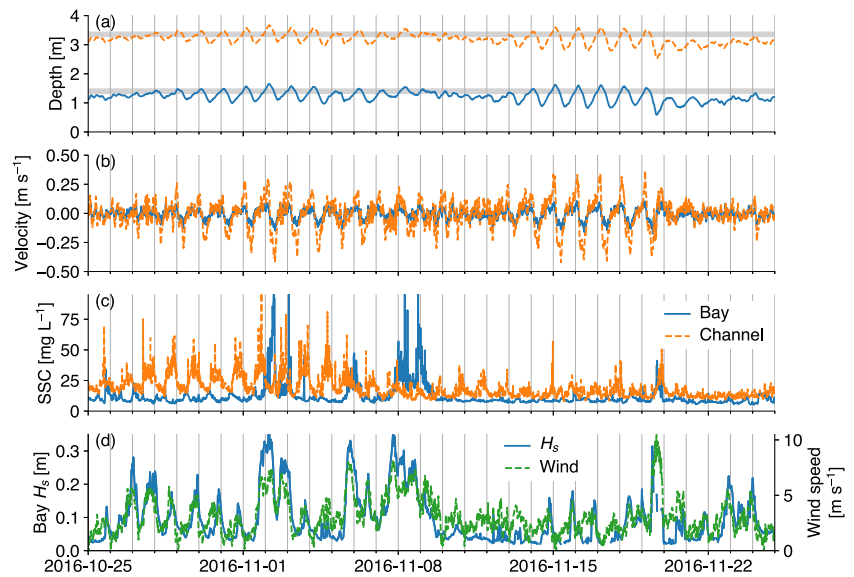 (a)
Depth [m]
4
3
2
1
0
(b)
Velocity [m s⁻¹]
0.50
0.25
0.00
−0.25
−0.50
(c)
SSC [mg L⁻¹]
75
50
25
0
Bay
Channel
(d)
Bay Hs [m]
0.3
0.2
0.1
0.0
Hs
Wind
10
5
0
Wind speed
[m s⁻¹]
2016-10-25 2016-11-01 2016-11-08 2016-11-15 2016-11-22